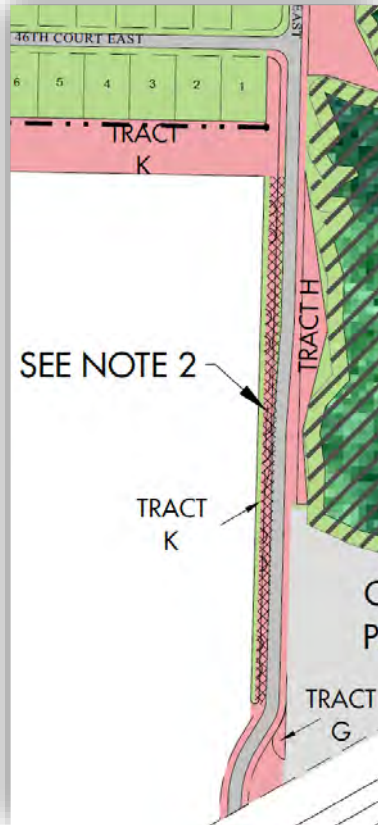 46TH COURT EAST
EAST
6 5 4 3 2 1
TRACT
K
TRACT H
SEE NOTE 2
TRACT
K
TRACT
G